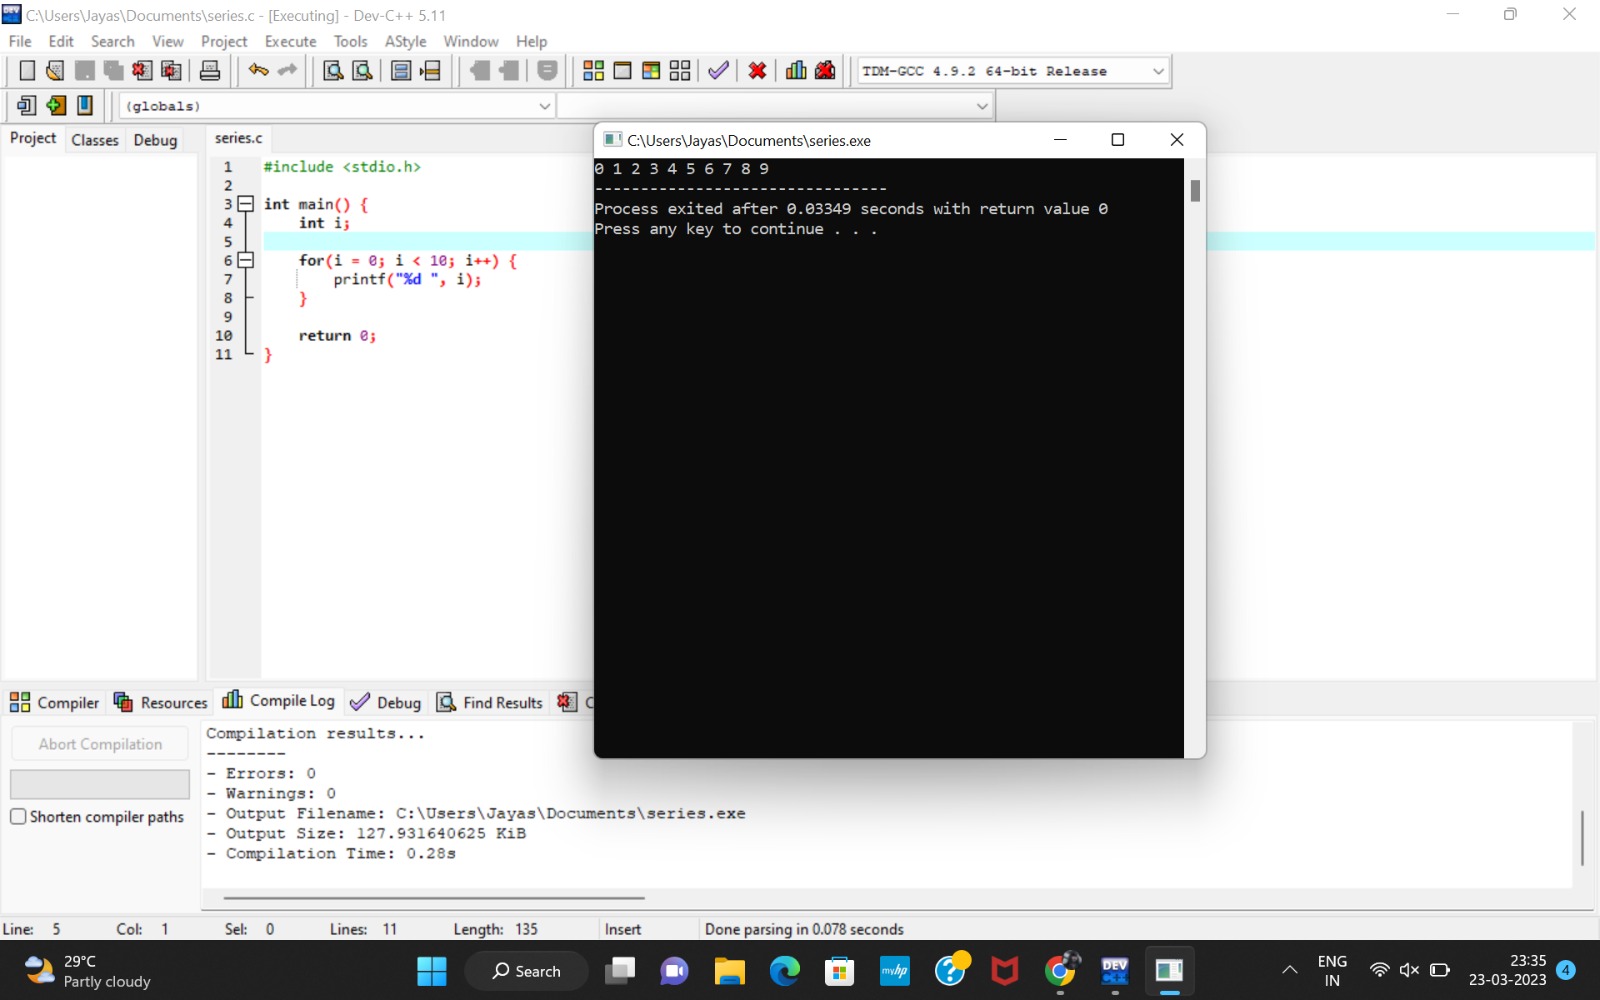 C:\Users\Jayas\Documents\series.c - [Executing] - Dev-C++ 5.11
File Edit Search View Project Execute Tools AStyle Window Help
TDM-GCC 4.9.2 64-bit Release
(globals)
Project Classes Debug
series.c
1 #include <stdio.h>
2
3 int main() {
4 int i;
5
6 for(i = 0; i < 10; i++) {
7 printf("%d ", i);
8 }
9
10 return 0;
11 }
C:\Users\Jayas\Documents\series.exe
0 1 2 3 4 5 6 7 8 9
--------------------------------
Process exited after 0.03349 seconds with return value 0
Press any key to continue . . .
Compiler Resources Compile Log Debug Find Results
Abort Compilation
Shorten compiler paths
Compilation results...
--------
- Errors: 0
- Warnings: 0
- Output Filename: C:\Users\Jayas\Documents\series.exe
- Output Size: 127.931640625 KiB
- Compilation Time: 0.28s
Line: 5 Col: 1 Sel: 0 Lines: 11 Length: 135 Insert Done parsing in 0.078 seconds
29°C
Partly cloudy
Search
myhp
DEV
C++
ENG
IN
23:35
23-03-2023
4